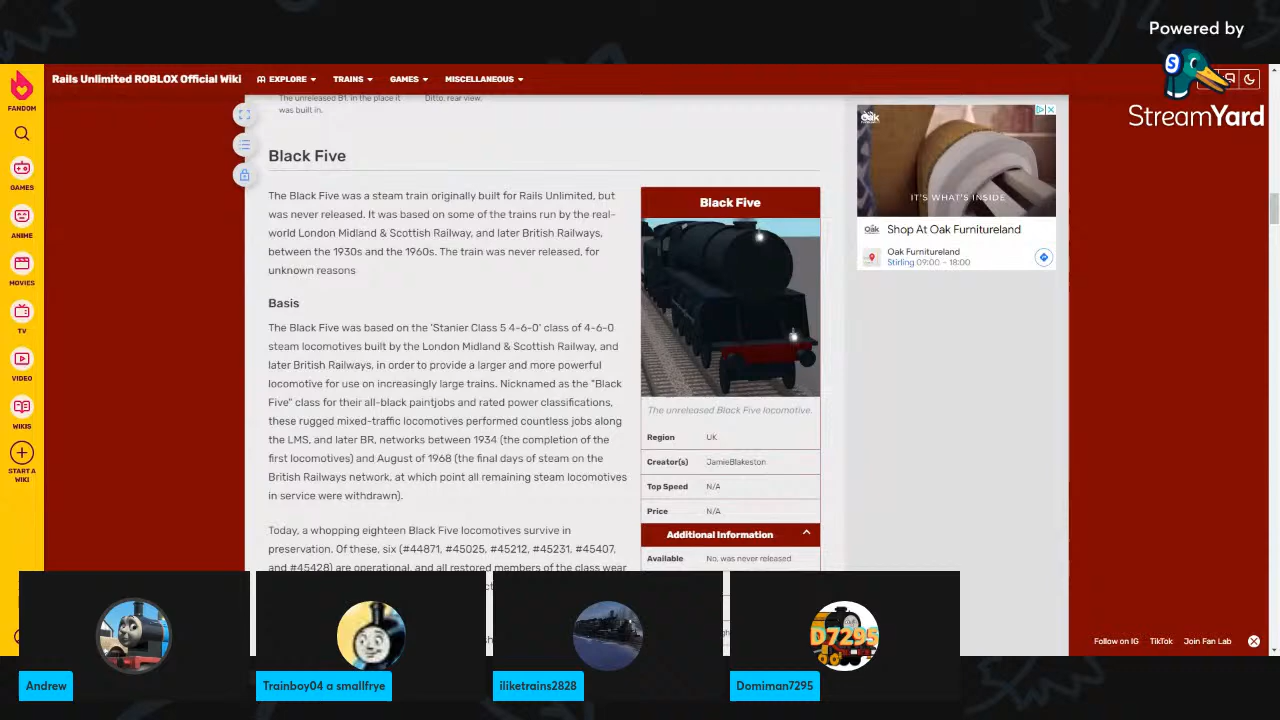 Powered by
StreamYard
FANDOM
GAMES
ANIME
MOVIES
TV
VIDEO
WIKIS
START A
WIKI
Rails Unlimited ROBLOX Official Wiki
EXPLORE
TRAINS
GAMES
MISCELLANEOUS
The unreleased B1, in the place it
was built in.
Ditto, rear view.
Black Five
The Black Five was a steam train originally built for Rails Unlimited, but
was never released. It was based on some of the trains run by the real-
world London Midland & Scottish Railway, and later British Railways,
between the 1930s and the 1960s. The train was never released, for
unknown reasons
Basis
The Black Five was based on the 'Stanier Class 5 4-6-0' class of 4-6-0
steam locomotives built by the London Midland & Scottish Railway, and
later British Railways, in order to provide a larger and more powerful
locomotive for use on increasingly large trains. Nicknamed as the "Black
Five" class for their all-black paintjobs and rated power classifications,
these rugged mixed-traffic locomotives performed countless jobs along
the LMS, and later BR, networks between 1934 (the completion of the
first locomotives) and August of 1968 (the final days of steam on the
British Railways network, at which point all remaining steam locomotives
in service were withdrawn).
Today, a whopping eighteen Black Five locomotives survive in
preservation. Of these, six (#44871, #45025, #45212, #45231, #45407,
and #45428) are operational, and all restored members of the class wear
Black Five
The unreleased Black Five locomotive.
Region UK
Creator(s) JamieBlakeston
Top Speed N/A
Price N/A
Additional Information
Available No, was never released
Oak
IT'S WHAT'S INSIDE
Oak
Shop At Oak Furnitureland
Oak Furnitureland
Stirling 09:00 – 18:00
Follow on IG
TikTok
Join Fan Lab
D7295
Andrew
Trainboy04 a smallfrye
iliketrains2828
Domiman7295